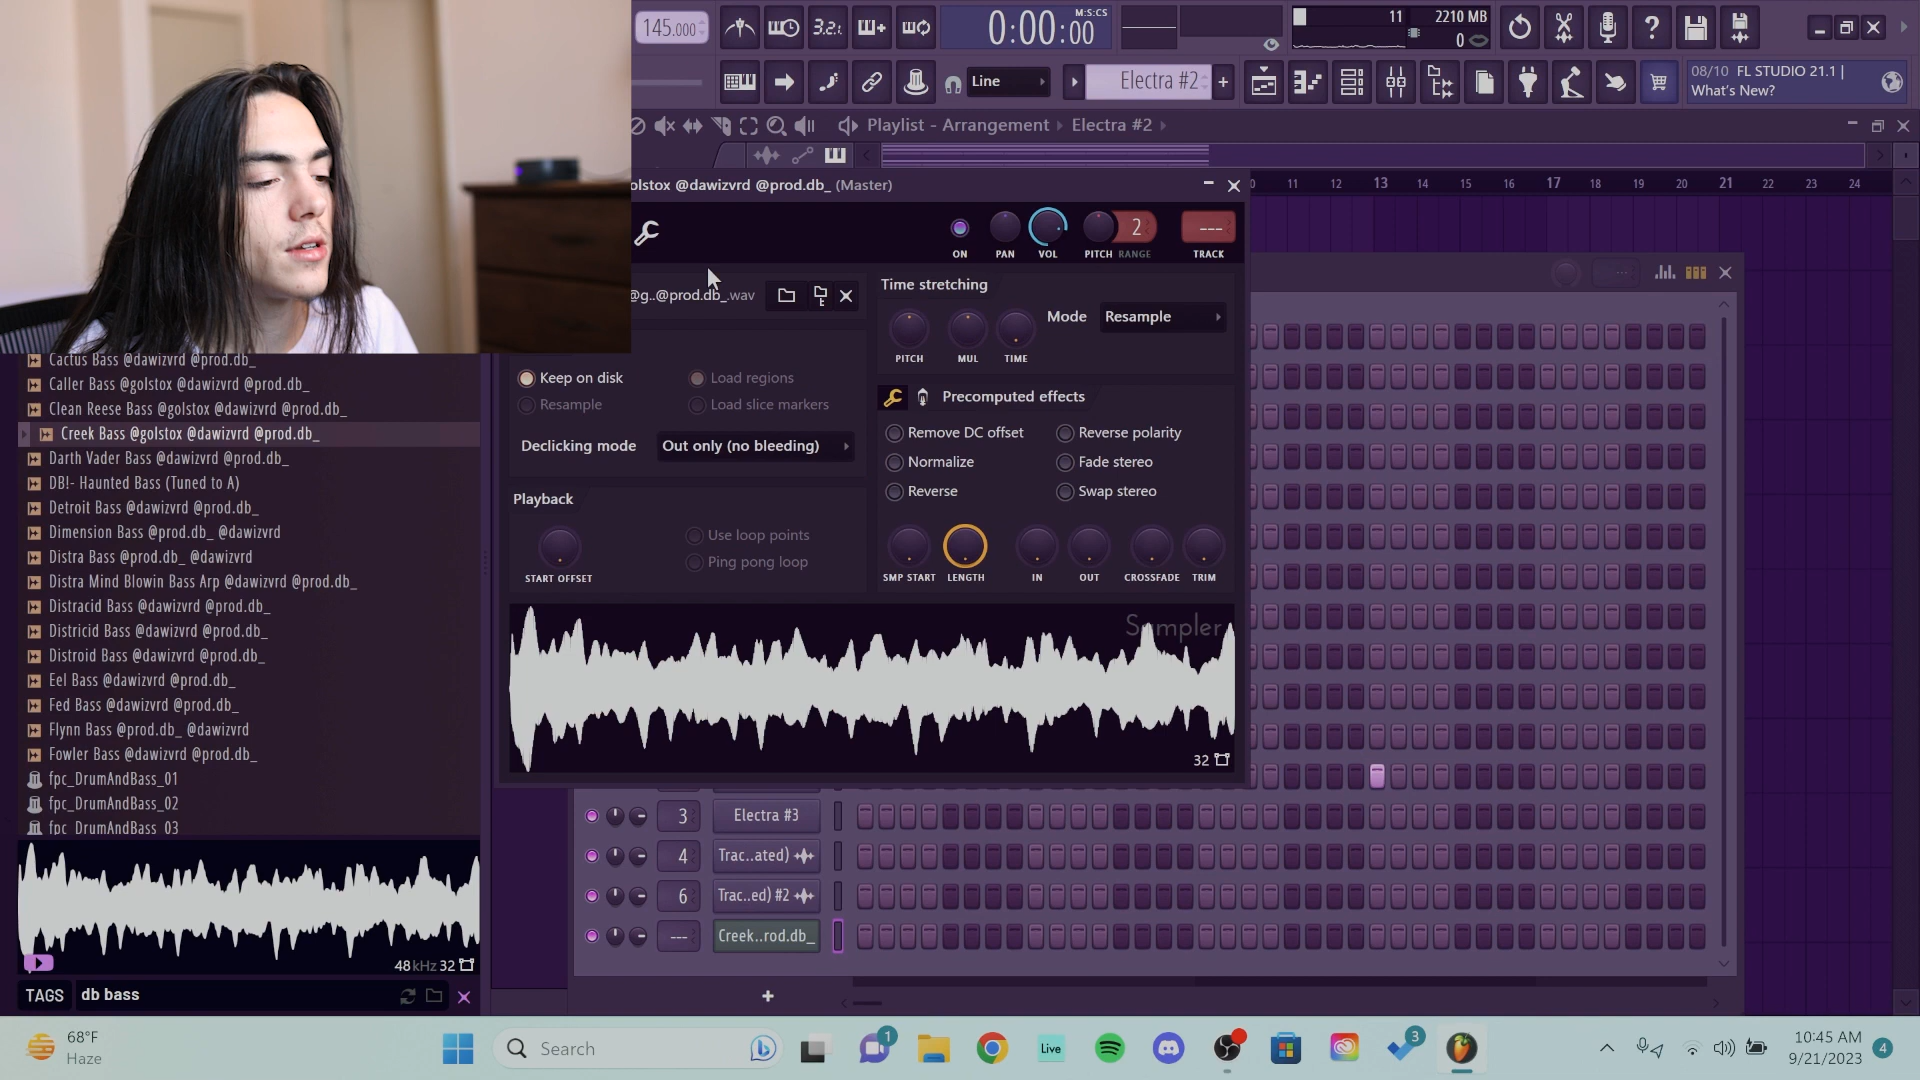 145.000
3.2.1
0:00:00
M:S:CS
11
2210 MB
0
Line
Electra #2
08/10 FL STUDIO 21.1 |
What's New?
Playlist - Arrangement
Electra #2
olstox @dawizvrd @prod.db_ (Master)
11 12 13 14 15 16 17 18 19 20 21 22 23 24
2
---
ON PAN VOL PITCH RANGE TRACK
@g..@prod.db_.wav
Time stretching
Mode Resample
PITCH MUL TIME
Keep on disk
Load regions
Resample
Load slice markers
Declicking mode Out only (no bleeding)
Precomputed effects
Remove DC offset
Reverse polarity
Normalize
Fade stereo
Reverse
Swap stereo
Playback
Use loop points
Ping pong loop
START OFFSET
SMP START LENGTH IN OUT CROSSFADE TRIM
Sampler
32
Cactus Bass @dawizvrd @prod.db_
Caller Bass @golstox @dawizvrd @prod.db_
Clean Reese Bass @golstox @dawizvrd @prod.db_
Creek Bass @golstox @dawizvrd @prod.db_
Darth Vader Bass @dawizvrd @prod.db_
DB!- Haunted Bass (Tuned to A)
Detroit Bass @dawizvrd @prod.db_
Dimension Bass @prod.db_ @dawizvrd
Distra Bass @prod.db_ @dawizvrd
Distra Mind Blowin Bass Arp @dawizvrd @prod.db_
Distracid Bass @dawizvrd @prod.db_
Districid Bass @dawizvrd @prod.db_
Distroid Bass @dawizvrd @prod.db_
Eel Bass @dawizvrd @prod.db_
Fed Bass @dawizvrd @prod.db_
Flynn Bass @prod.db_ @dawizvrd
Fowler Bass @dawizvrd @prod.db_
fpc_DrumAndBass_01
fpc_DrumAndBass_02
fpc_DrumAndBass_03
48kHz 32
TAGS db bass
3 Electra #3
4 Trac..ated)
6 Trac..ed) #2
--- Creek..rod.db_
+
68°F
Haze
Search
1
Live
3
10:45 AM
9/21/2023
4